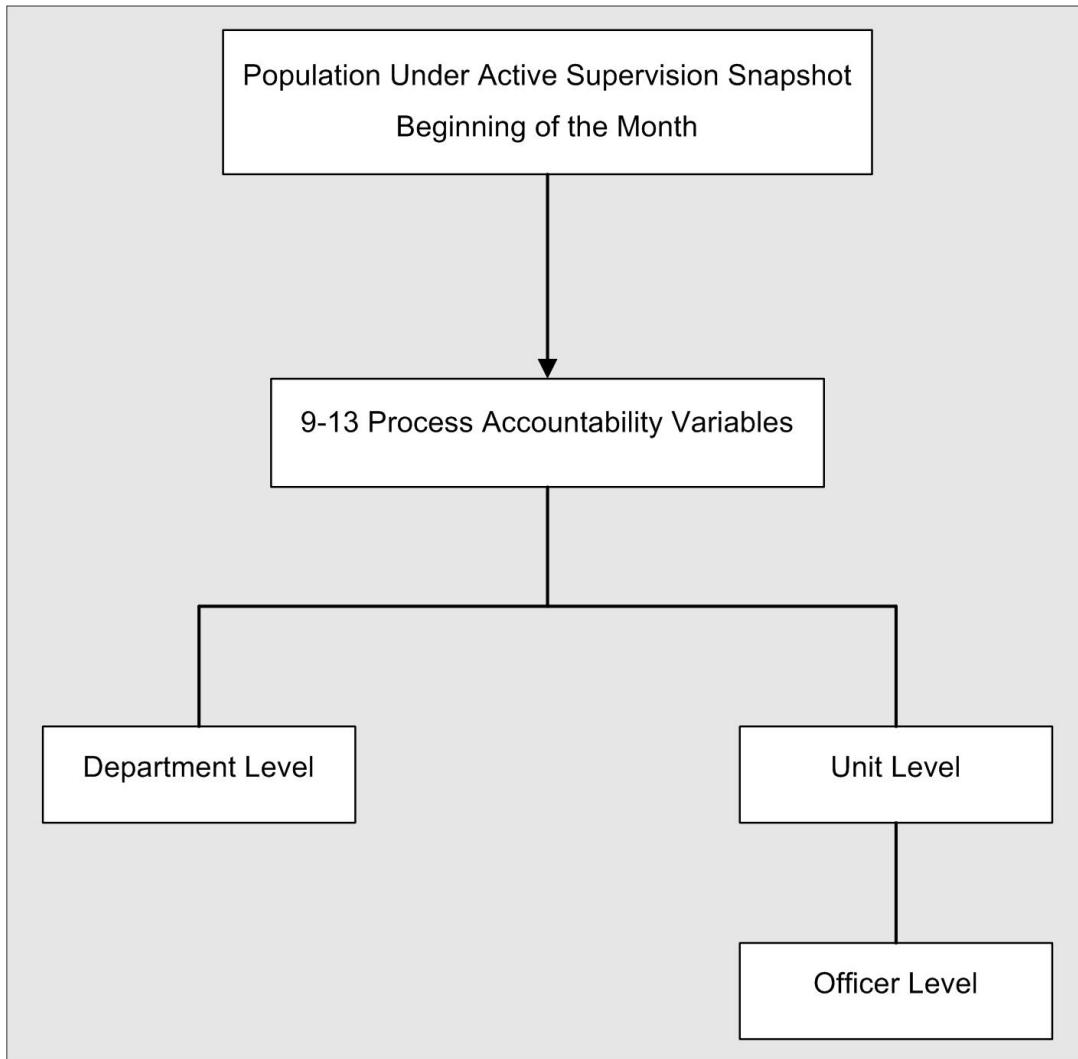 Population Under Active Supervision Snapshot
Beginning of the Month
9-13 Process Accountability Variables
Department Level
Unit Level
Officer Level